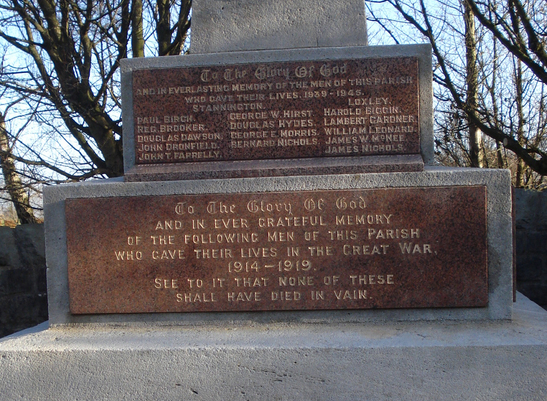 To The Glory Of God
AND IN EVERLASTING MEMORY OF THE MEN OF THIS PARISH
WHO GAVE THEIR LIVES. 1939-1945.
STANNINGTON. LOXLEY.
PAUL BIRCH. GEORGE W. HIRST HAROLD BIGGIN.
REG. BROOKER. DOUGLAS HYDES. LAMBERT GARDNER.
DOUGLAS DAWSON. GEORGE E. MORRIS. WILLIAM LEDWARD.
JOHN DRONFIELD. BERNARD NICHOLS. JAMES W. MCNEE.
JOHNY FARRELLY. JAMES NICHOLS.
To The Glory Of God
AND IN EVER GRATEFUL MEMORY
OF THE FOLLOWING MEN OF THIS PARISH
WHO GAVE THEIR LIVES IN THE GREAT WAR.
1914-1919.
SEE TO IT THAT NONE OF THESE
SHALL HAVE DIED IN VAIN.